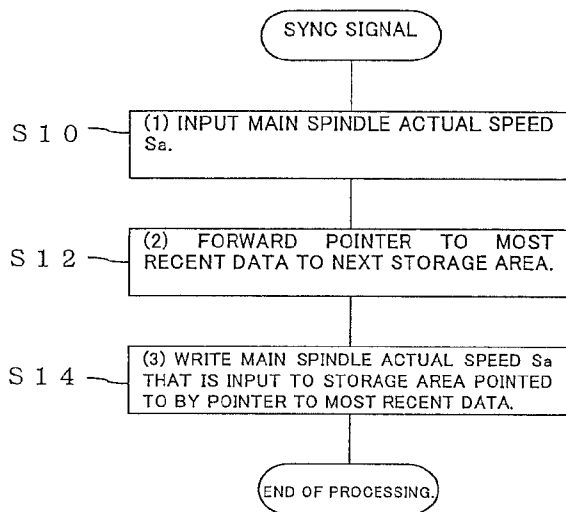 SYNC SIGNAL
S10
(1) INPUT MAIN SPINDLE ACTUAL SPEED
Sa.
S12
(2) FORWARD POINTER TO MOST
RECENT DATA TO NEXT STORAGE AREA.
S14
(3) WRITE MAIN SPINDLE ACTUAL SPEED Sa
THAT IS INPUT TO STORAGE AREA POINTED
TO BY POINTER TO MOST RECENT DATA.
END OF PROCESSING.